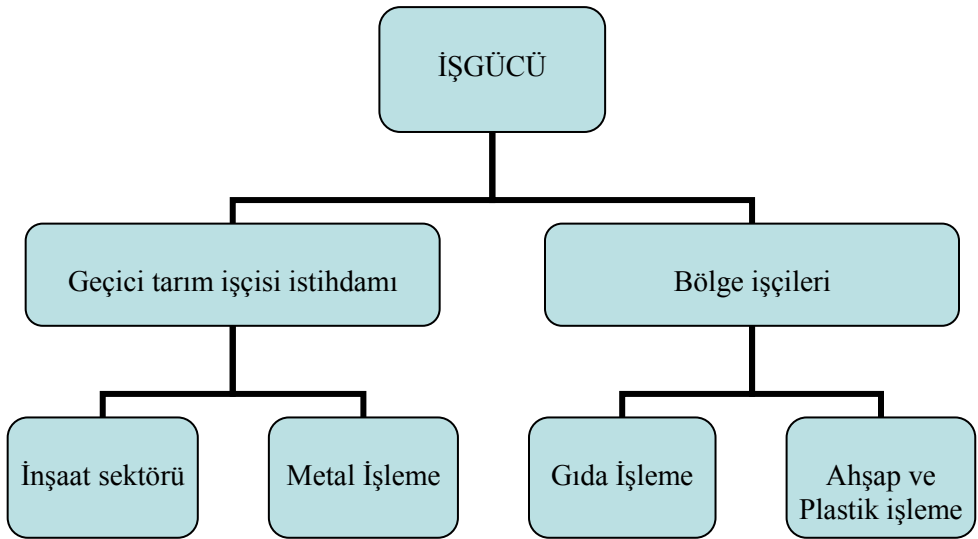 İŞGÜCÜ
Geçici tarım işçisi istihdamı
Bölge işçileri
İnşaat sektörü
Metal İşleme
Gıda İşleme
Ahşap ve
Plastik işleme